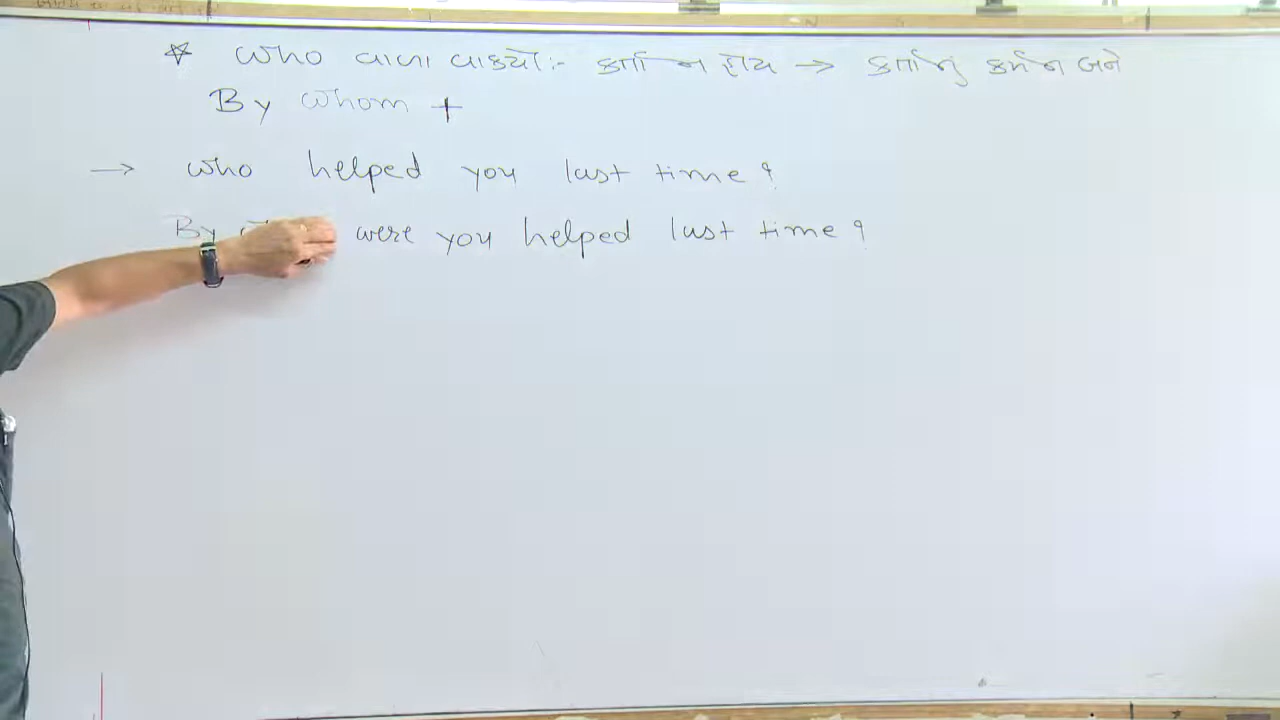 ☆ Who વાળા વાક્યો:- કર્તા ન હોય → કર્તાનું કર્મ ન બને
By whom +
→ who helped you last time?
By were you helped last time?